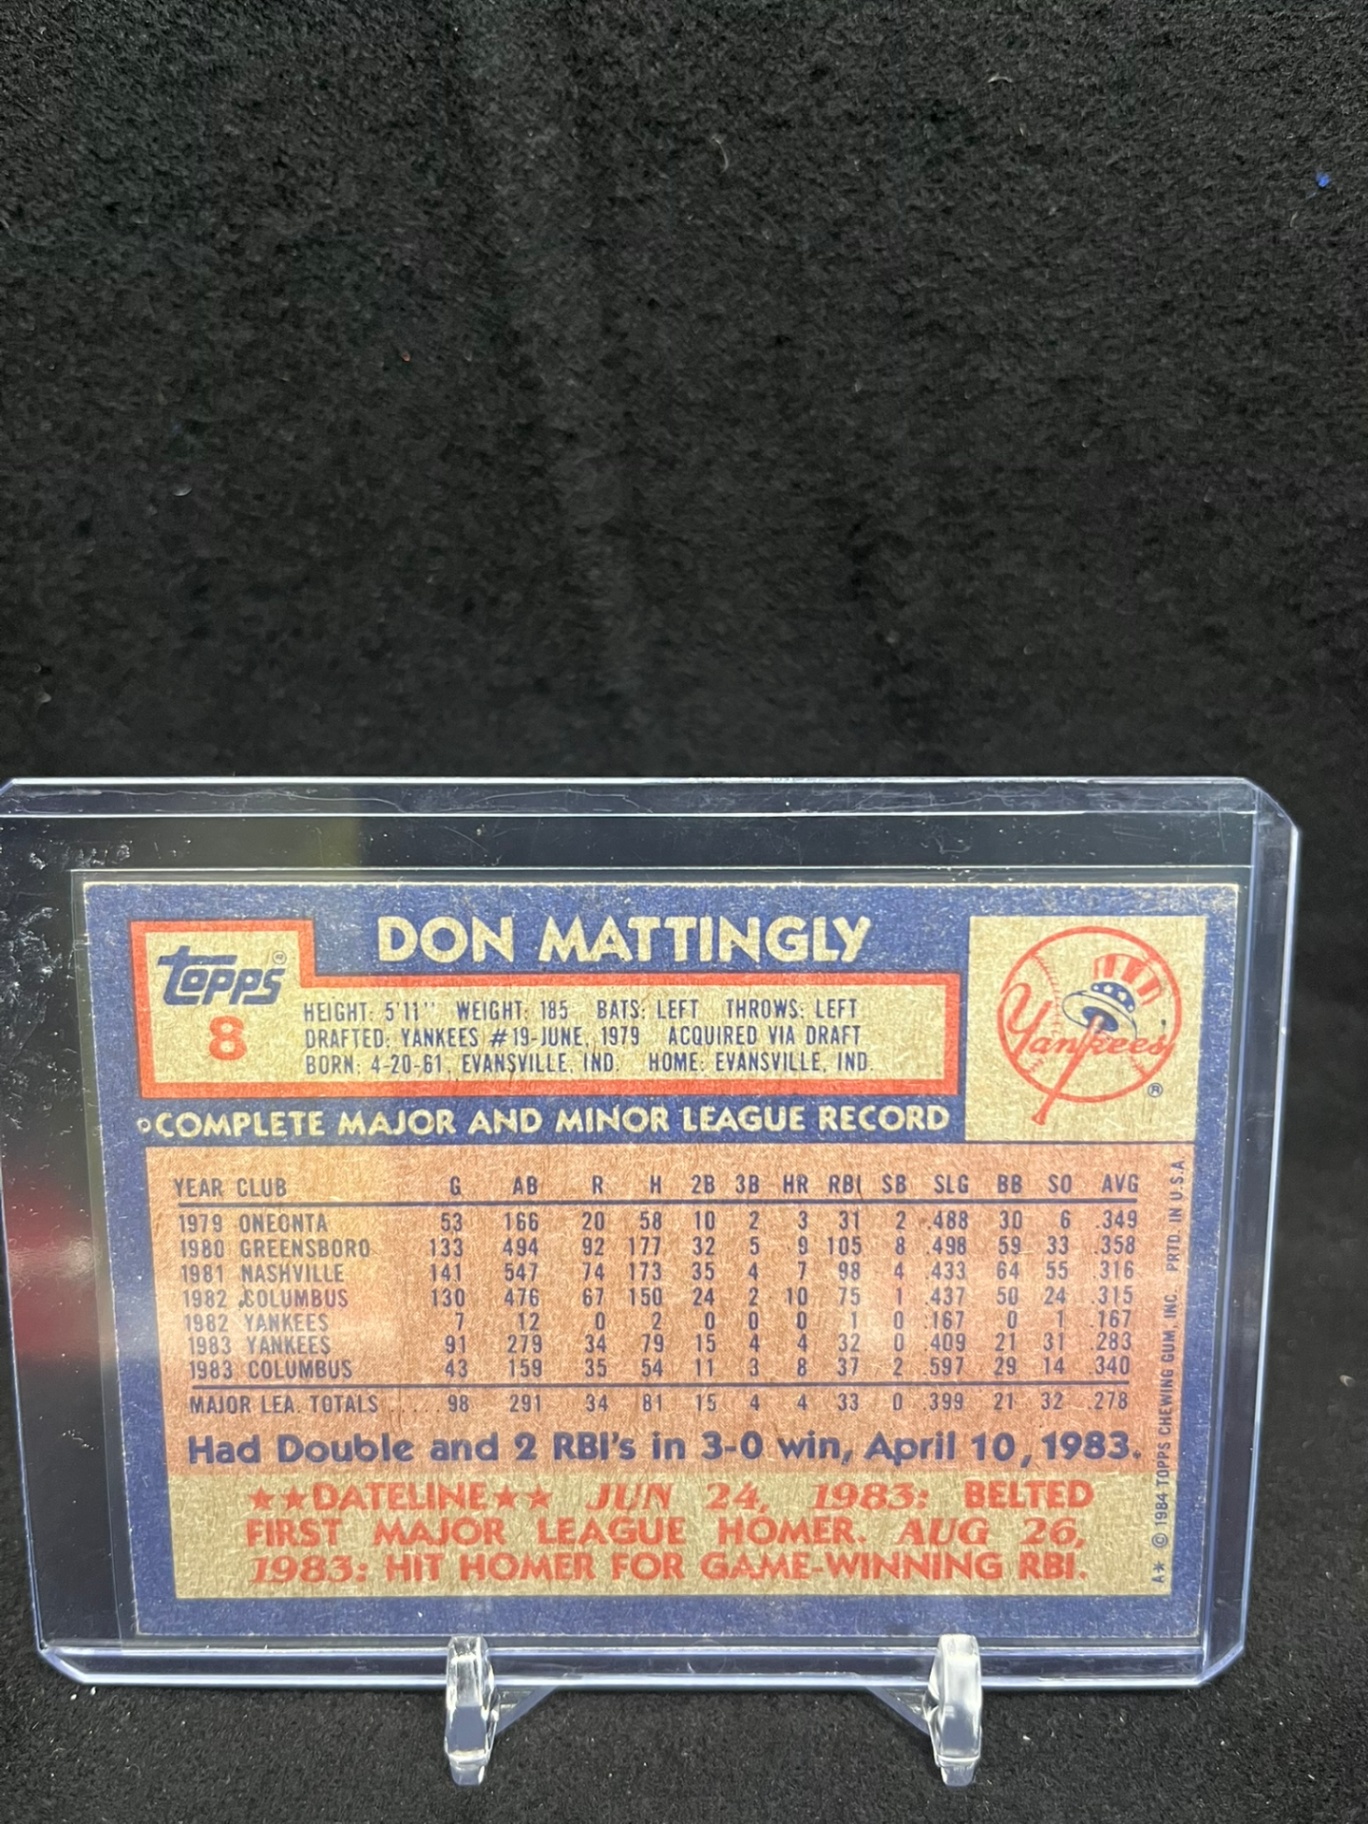 DON MATTINGLY
Topps®
8
HEIGHT: 5'11" WEIGHT: 185 BATS: LEFT THROWS: LEFT
DRAFTED: YANKEES #19-JUNE, 1979 ACQUIRED VIA DRAFT
BORN: 4-20-61, EVANSVILLE, IND. HOME: EVANSVILLE, IND.
Yankees
®
COMPLETE MAJOR AND MINOR LEAGUE RECORD
YEAR CLUB G AB R H 2B 3B HR RBI SB SLG BB SO AVG
1979 ONEONTA 53 166 20 58 10 2 3 31 2 .488 30 6 .349
1980 GREENSBORO 133 494 92 177 32 5 9 105 8 .498 59 33 .358
1981 NASHVILLE 141 547 74 173 35 4 7 98 4 .433 64 55 .316
1982 COLUMBUS 130 476 67 150 24 2 10 75 1 .437 50 24 .315
1982 YANKEES 7 12 0 2 0 0 0 1 0 .167 0 1 .167
1983 YANKEES 91 279 34 79 15 4 4 32 0 .409 21 31 .283
1983 COLUMBUS 43 159 35 54 11 3 8 37 2 .597 29 14 .340
MAJOR LEA. TOTALS ..... 98 291 34 81 15 4 4 33 0 .399 21 32 .278
Had Double and 2 RBI's in 3-0 win, April 10, 1983.
★★DATELINE★★ JUN 24, 1983: BELTED
FIRST MAJOR LEAGUE HOMER. AUG 26,
1983: HIT HOMER FOR GAME-WINNING RBI.
A★ © 1984 TOPPS CHEWING GUM, INC. PRTD. IN U.S.A.